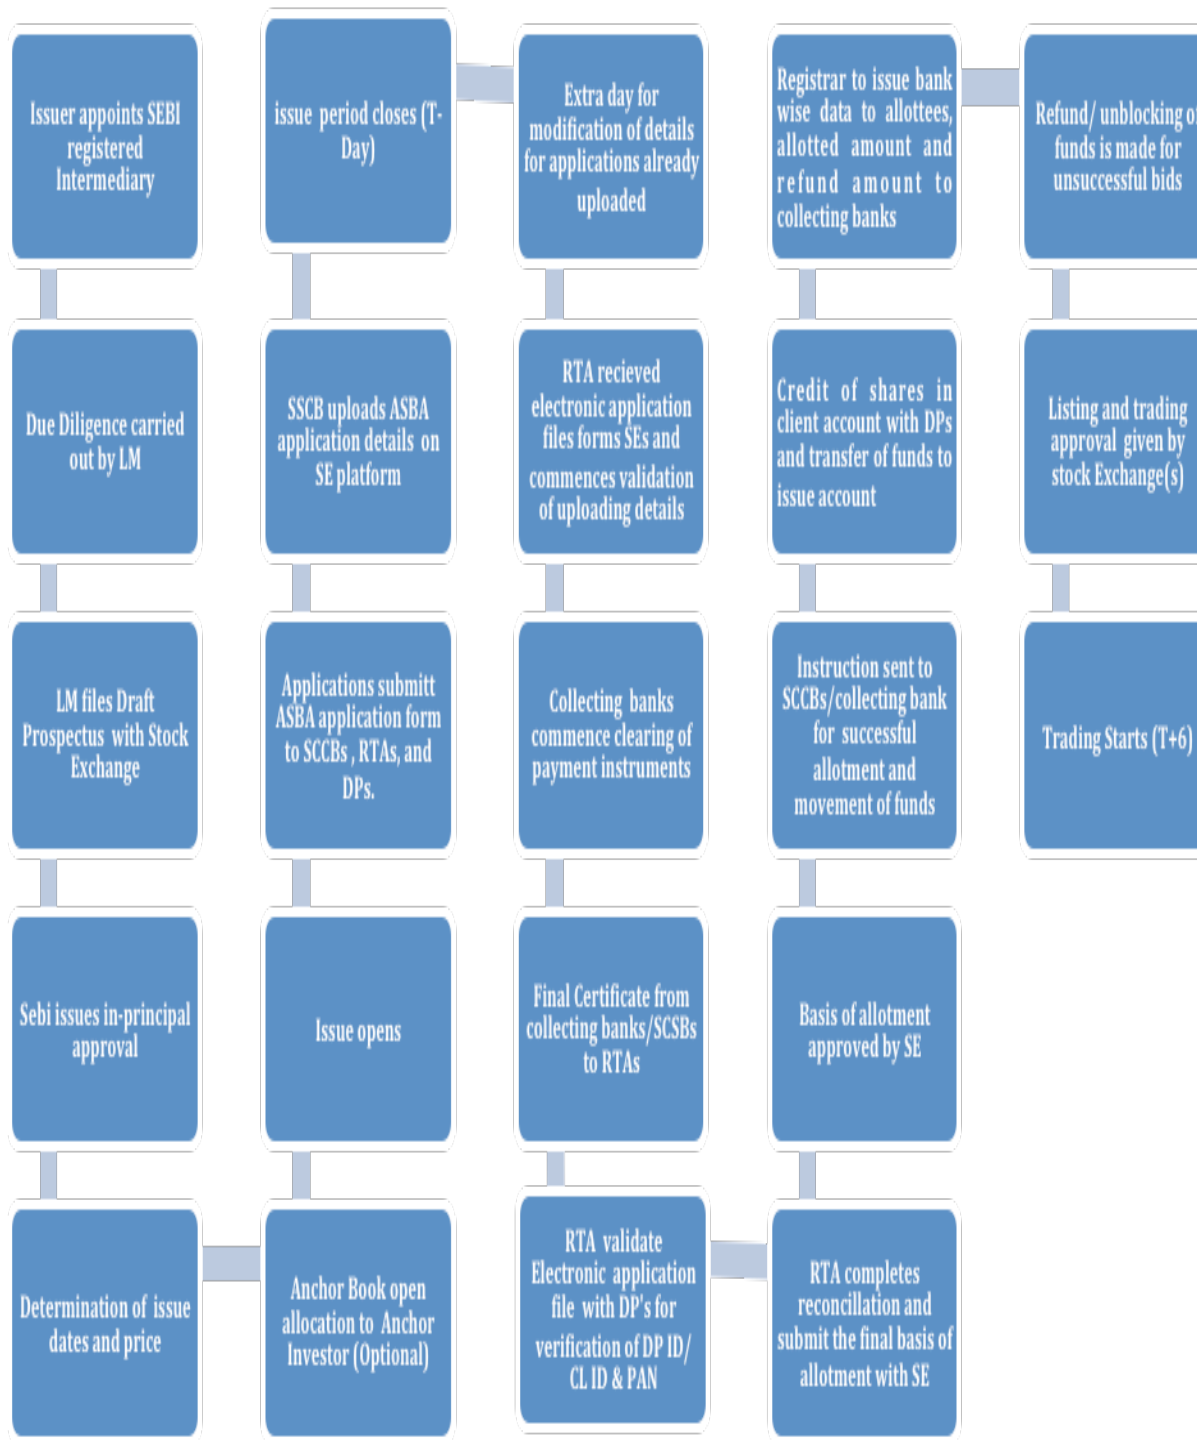 Issuer appoints SEBI
registered
Intermediary
Due Diligence carried
out by LM
LM files Draft
Prospectus with Stock
Exchange
Sebi issues in-principal
approval
Determination of issue
dates and price
Anchor Book open
allocation to Anchor
Investor (Optional)
Issue opens
Applications submitt
ASBA application form
to SCCBs , RTAs, and
DPs.
SSCB uploads ASBA
application details on
SE platform
issue period closes (T-
Day)
Extra day for
modification of details
for applications already
uploaded
RTA recieved
electronic application
files forms SEs and
commences validation
of uploading details
Collecting banks
commence clearing of
payment instruments
Final Certificate from
collecting banks/SCSBs
to RTAs
RTA validate
Electronic application
file with DP's for
verification of DP ID/
CL ID & PAN
RTA completes
reconcillation and
submit the final basis of
allotment with SE
Basis of allotment
approved by SE
Instruction sent to
SCCBs/collecting bank
for successful
allotment and
movement of funds
Credit of shares in
client account with DPs
and transfer of funds to
issue account
Registrar to issue bank
wise data to allottees,
allotted amount and
refund amount to
collecting banks
Refund/ unblocking of
funds is made for
unsuccessful bids
Listing and trading
approval given by
stock Exchange(s)
Trading Starts (T+6)